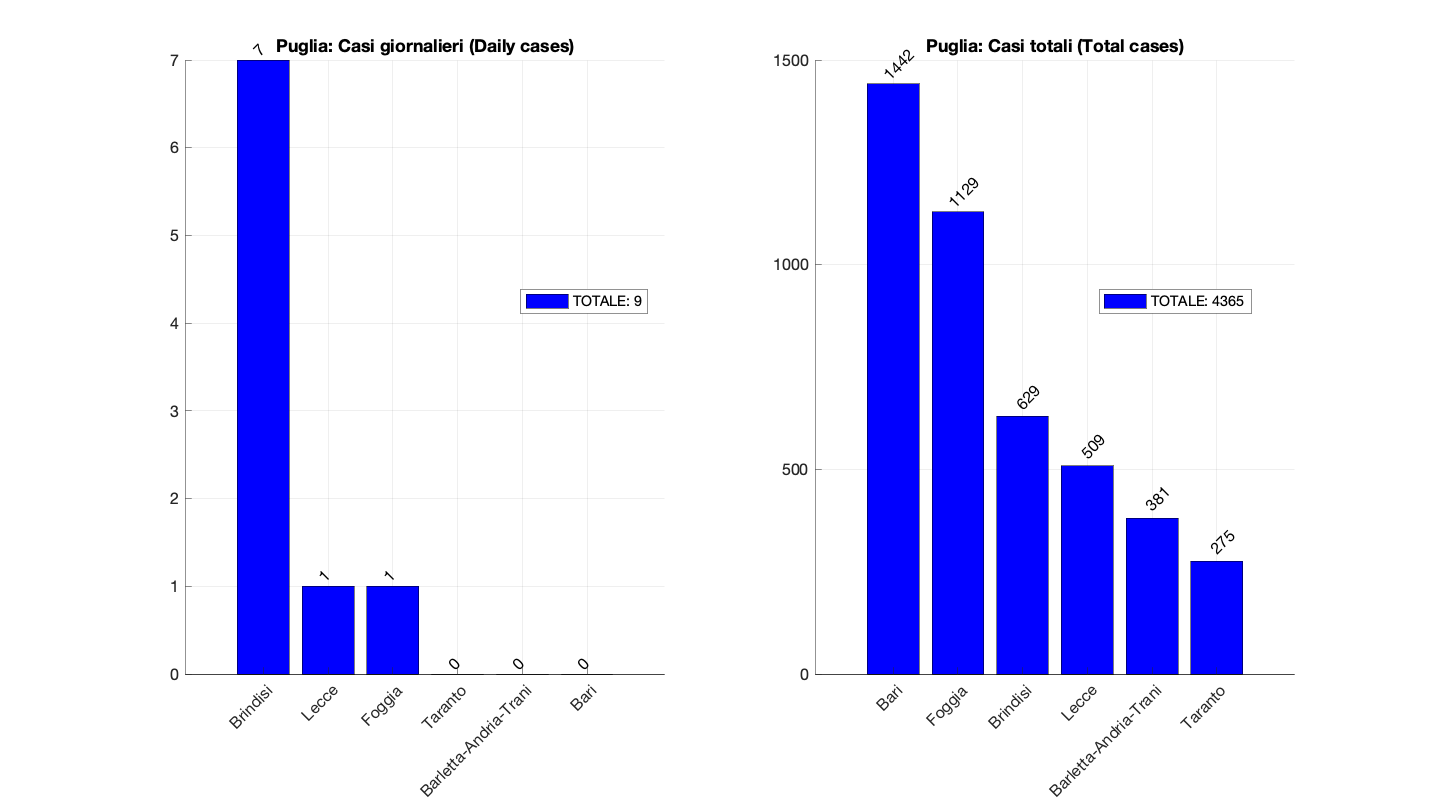 Puglia: Casi giornalieri (Daily cases)
7
7
6
5
4
3
2
1
0
1
1
0
0
0
TOTALE: 9
Brindisi
Lecce
Foggia
Taranto
Barletta-Andria-Trani
Bari
Puglia: Casi totali (Total cases)
1500
1000
500
0
1442
1129
629
509
381
275
TOTALE: 4365
Bari
Foggia
Brindisi
Lecce
Barletta-Andria-Trani
Taranto